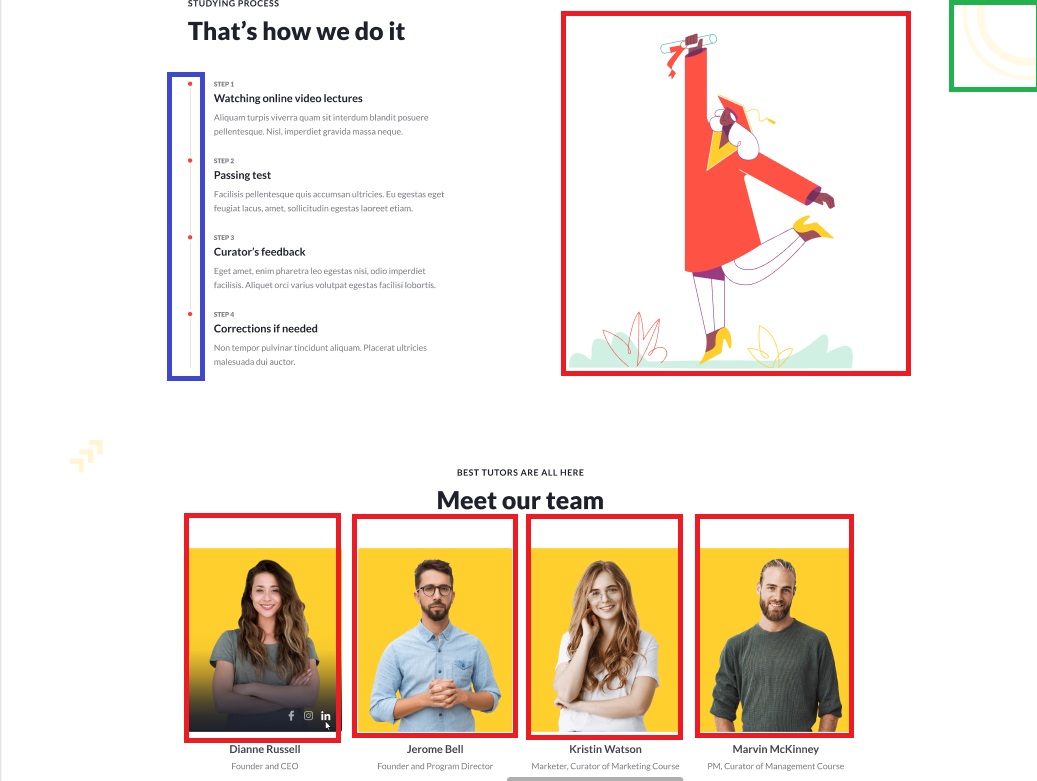 STUDYING PROCESS
That's how we do it
STEP 1
Watching online video lectures
Aliquam turpis viverra quam sit interdum blandit posuere
pellentesque. Nisl, imperdiet gravida massa neque.
STEP 2
Passing test
Facilisis pellentesque quis accumsan ultricies. Eu egestas eget
feugiat lacus, amet, sollicitudin egestas laoreet etiam.
STEP 3
Curator's feedback
Eget amet, enim pharetra leo egestas nisi, odio imperdiet
facilisis. Aliquet orci varius volutpat egestas facilisi lobortis.
STEP 4
Corrections if needed
Non tempor pulvinar tincidunt aliquam. Placerat ultricies
malesuada dui auctor.
BEST TUTORS ARE ALL HERE
Meet our team
Dianne Russell
Founder and CEO
Jerome Bell
Founder and Program Director
Kristin Watson
Marketer, Curator of Marketing Course
Marvin McKinney
PM, Curator of Management Course